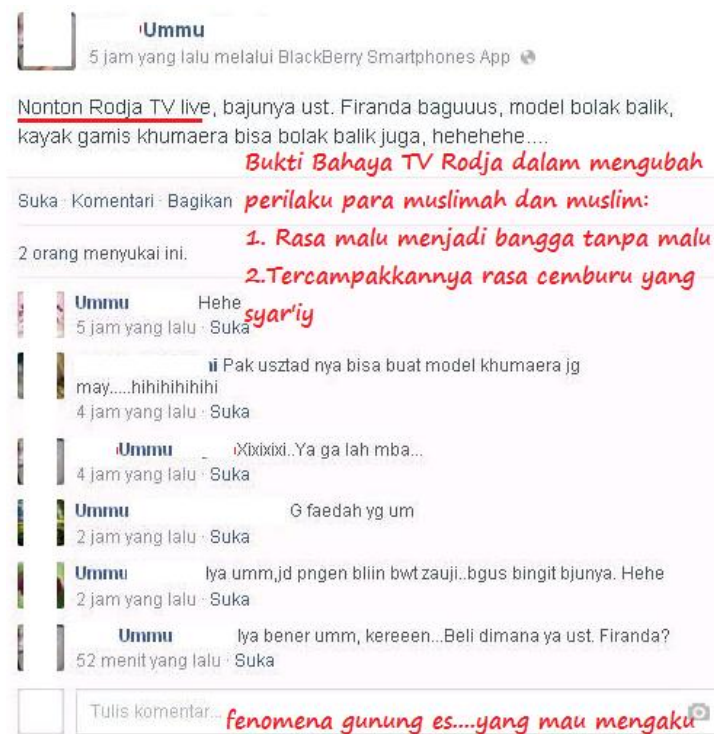 Ummu
5 jam yang lalu melalui BlackBerry Smartphones App
Nonton Rodja TV live, bajunya ust. Firanda baguuus, model bolak balik,
kayak gamis khumaera bisa bolak balik juga, hehehehe....
Bukti Bahaya TV Rodja dalam mengubah
perilaku para muslimah dan muslim:
1. Rasa malu menjadi bangga tanpa malu
2.Tercampakkannya rasa cemburu yang
syar'iy
Suka · Komentari · Bagikan
2 orang menyukai ini.
Ummu Hehe
5 jam yang lalu · Suka
Pak usztad nya bisa buat model khumaera jg
may.....hihihihihihi
4 jam yang lalu · Suka
Ummu Xixixixi..Ya ga lah mba...
4 jam yang lalu · Suka
Ummu G faedah yg um
2 jam yang lalu · Suka
Ummu Iya umm,jd pngen bliin bwt zauji..bgus bingit bjunya. Hehe
2 jam yang lalu · Suka
Ummu Iya bener umm, kereeen...Beli dimana ya ust. Firanda?
52 menit yang lalu · Suka
Tulis komentar...
fenomena gunung es....yang mau mengaku